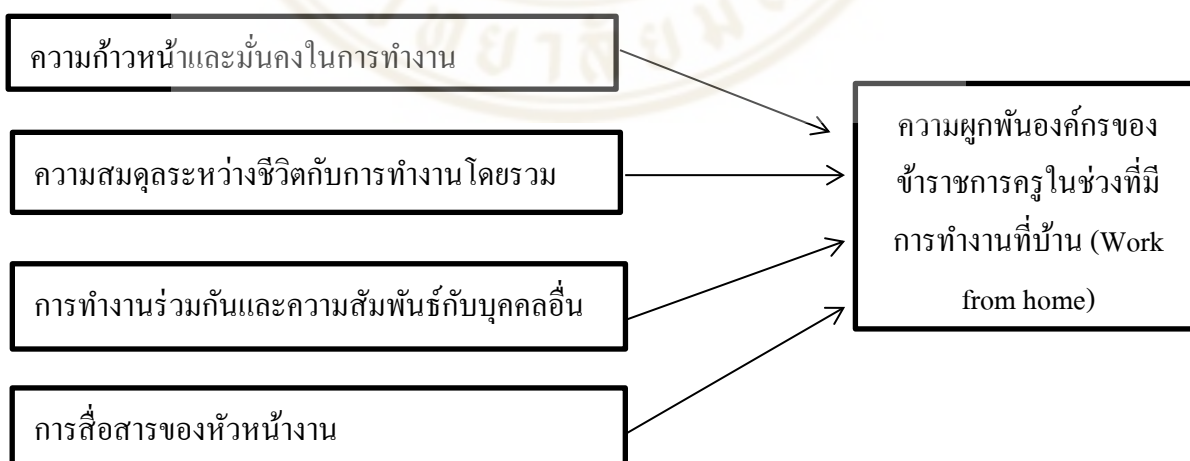 ความก้าวหน้าและมั่นคงในการทำงาน
ความสมดุลระหว่างชีวิตกับการทำงานโดยรวม
การทำงานร่วมกันและความสัมพันธ์กับบุคคลอื่น
การสื่อสารของหัวหน้างาน
ความผูกพันองค์กรของ
ข้าราชการครูในช่วงที่มี
การทำงานที่บ้าน (Work
from home)